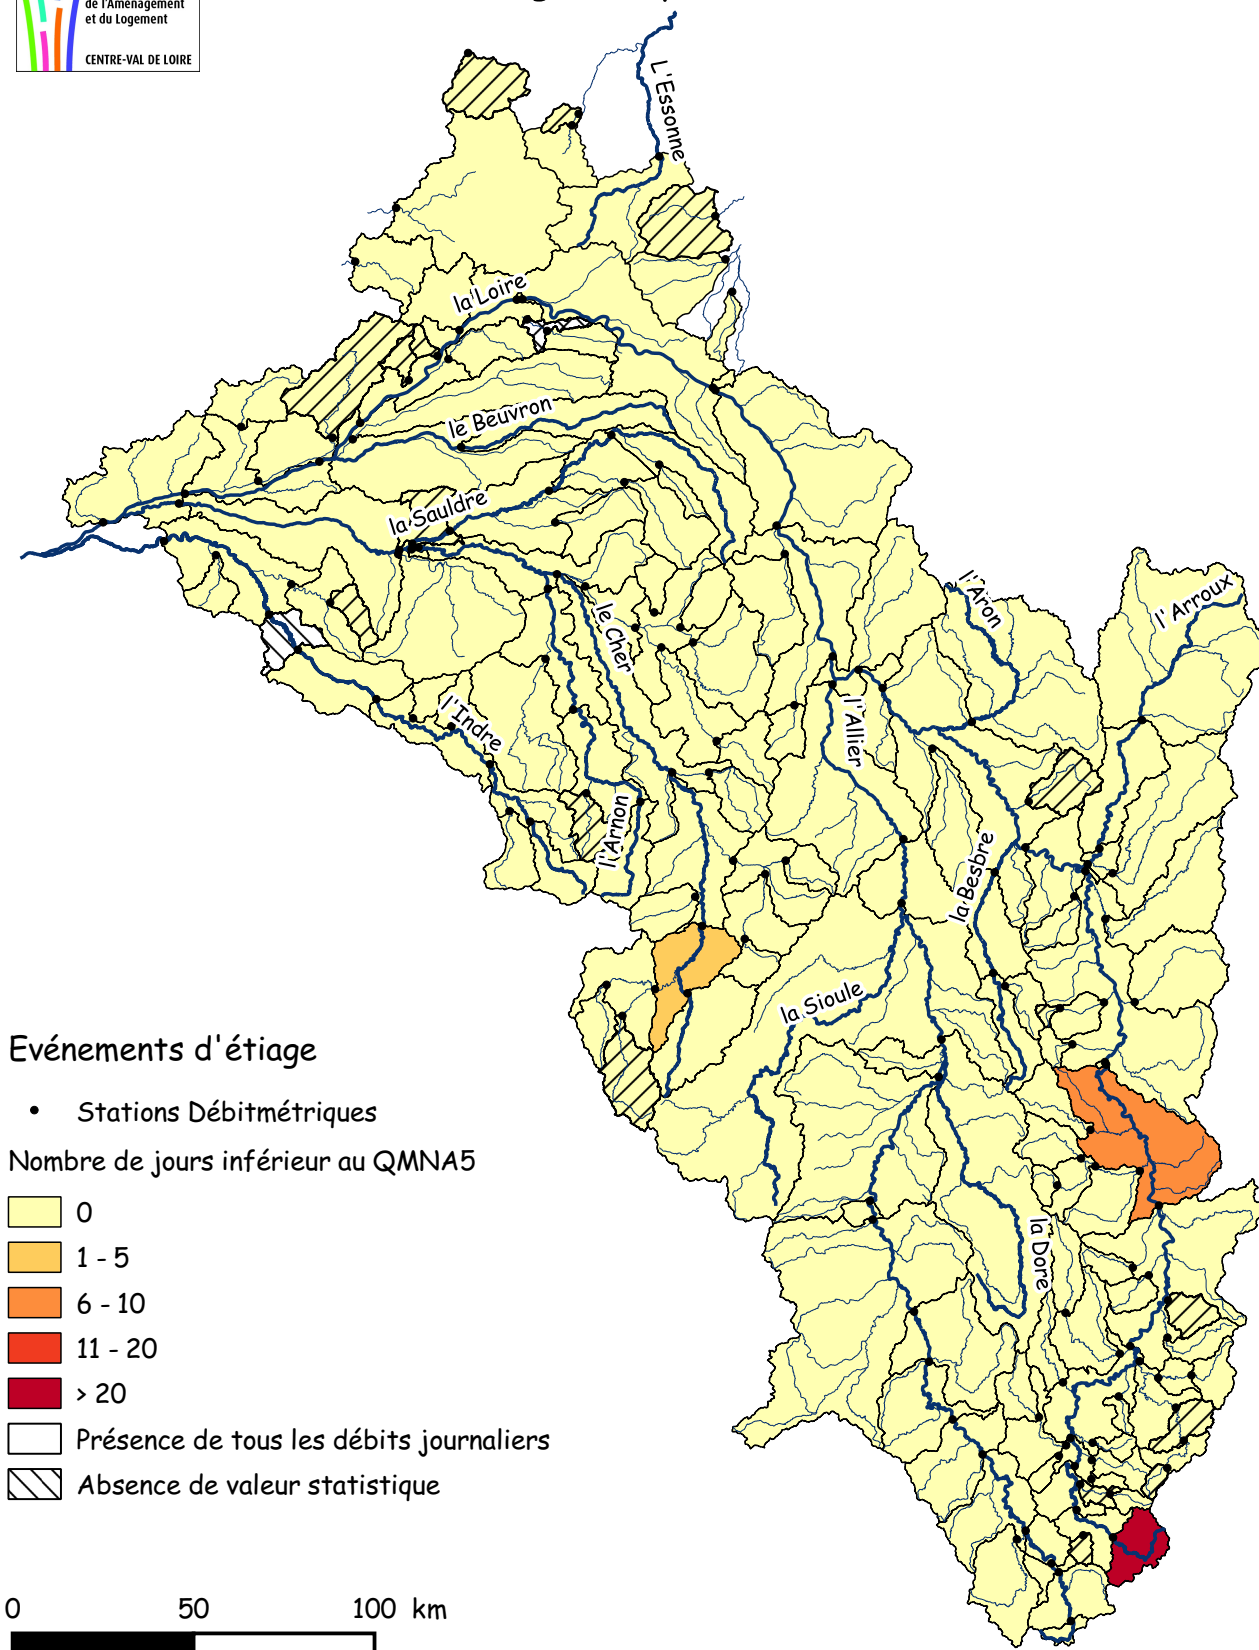 de l'Aménagement
et du Logement
CENTRE-VAL DE LOIRE
L'Essonne
la Loire
le Beuvron
la Sauldre
l'Aron
l'Arroux
le Cher
l'Indre
l'Allier
l'Arnon
la Besbre
la Sioule
la Dore
Evénements d'étiage
Stations Débitmétriques
Nombre de jours inférieur au QMNA5
0
1 - 5
6 - 10
11 - 20
> 20
Présence de tous les débits journaliers
Absence de valeur statistique
0 50 100 km